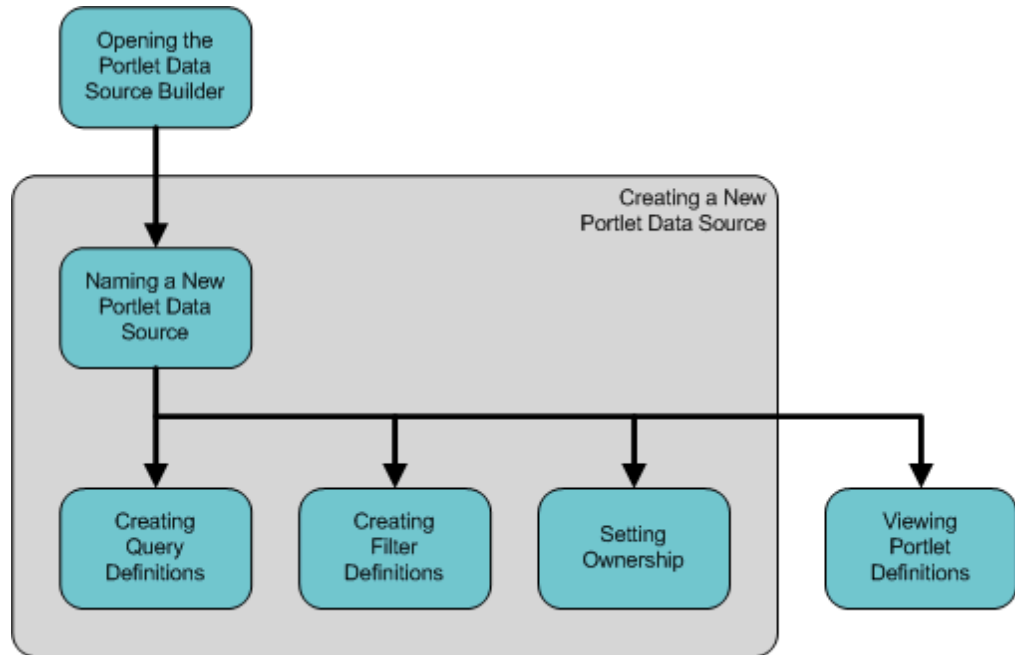 Opening the
Portlet Data
Source Builder
Creating a New
Portlet Data Source
Naming a New
Portlet Data
Source
Creating
Query
Definitions
Creating
Filter
Definitions
Setting
Ownership
Viewing
Portlet
Definitions